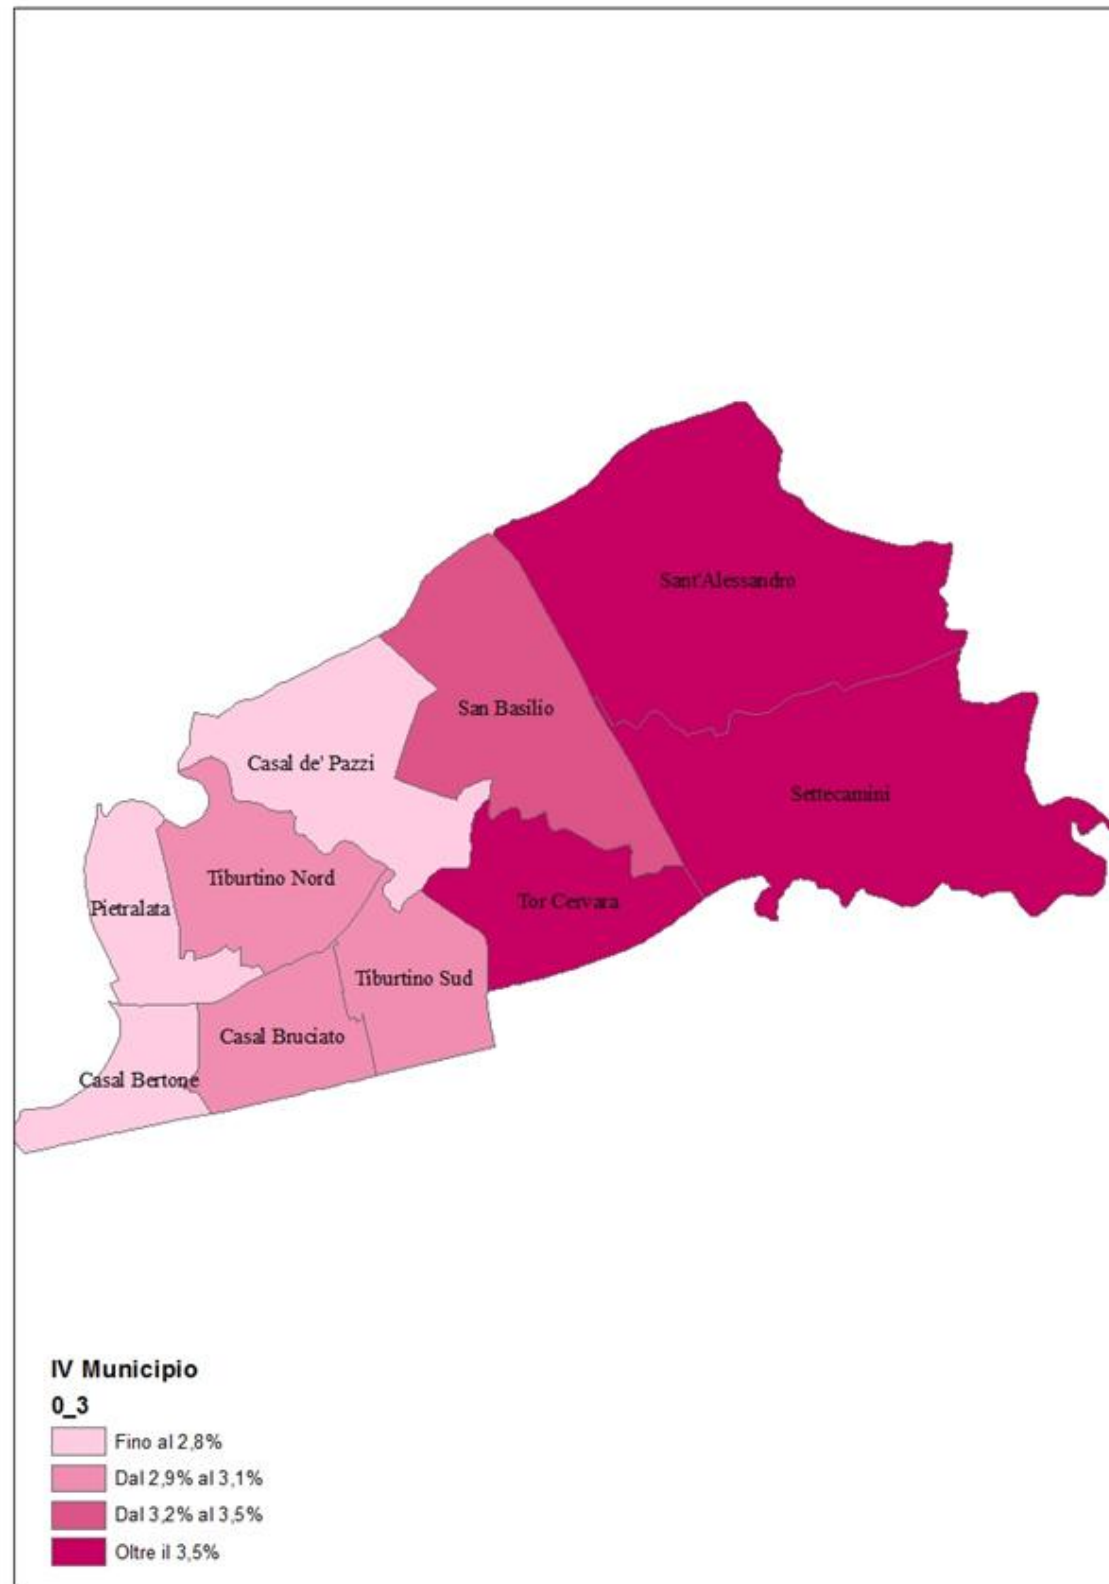 Sant'Alessandro
San Basilio
Casal de' Pazzi
Settecamini
Tiburtino Nord
Tor Cervara
Pietralata
Tiburtino Sud
Casal Bruciato
Casal Bertone
IV Municipio
0_3
Fino al 2,8%
Dal 2,9% al 3,1%
Dal 3,2% al 3,5%
Oltre il 3,5%